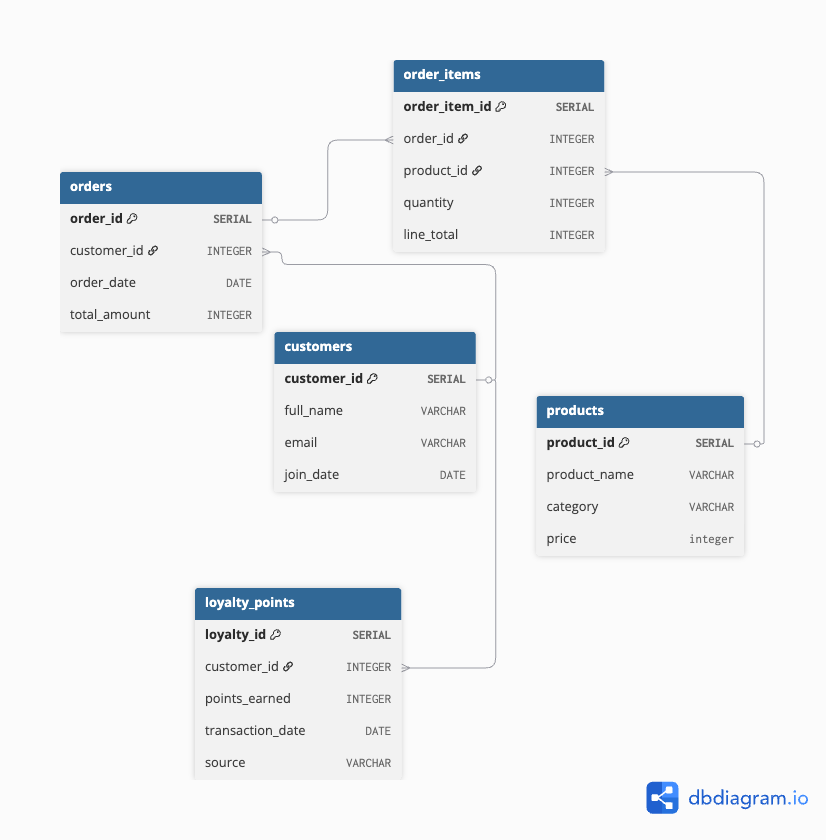 order_items
order_item_id SERIAL
order_id INTEGER
product_id INTEGER
quantity INTEGER
line_total INTEGER
orders
order_id SERIAL
customer_id INTEGER
order_date DATE
total_amount INTEGER
customers
customer_id SERIAL
full_name VARCHAR
email VARCHAR
join_date DATE
products
product_id SERIAL
product_name VARCHAR
category VARCHAR
price integer
loyalty_points
loyalty_id SERIAL
customer_id INTEGER
points_earned INTEGER
transaction_date DATE
source VARCHAR
dbdiagram.io